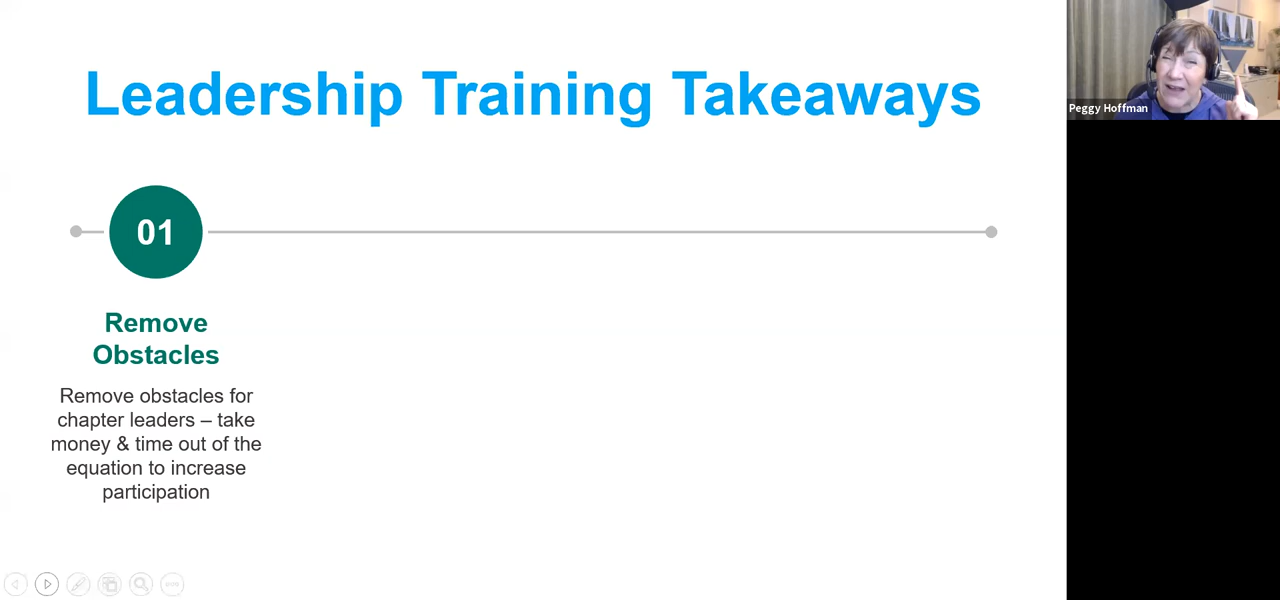 Leadership Training Takeaways
Peggy Hoffman
01
Remove
Obstacles
Remove obstacles for
chapter leaders – take
money & time out of the
equation to increase
participation